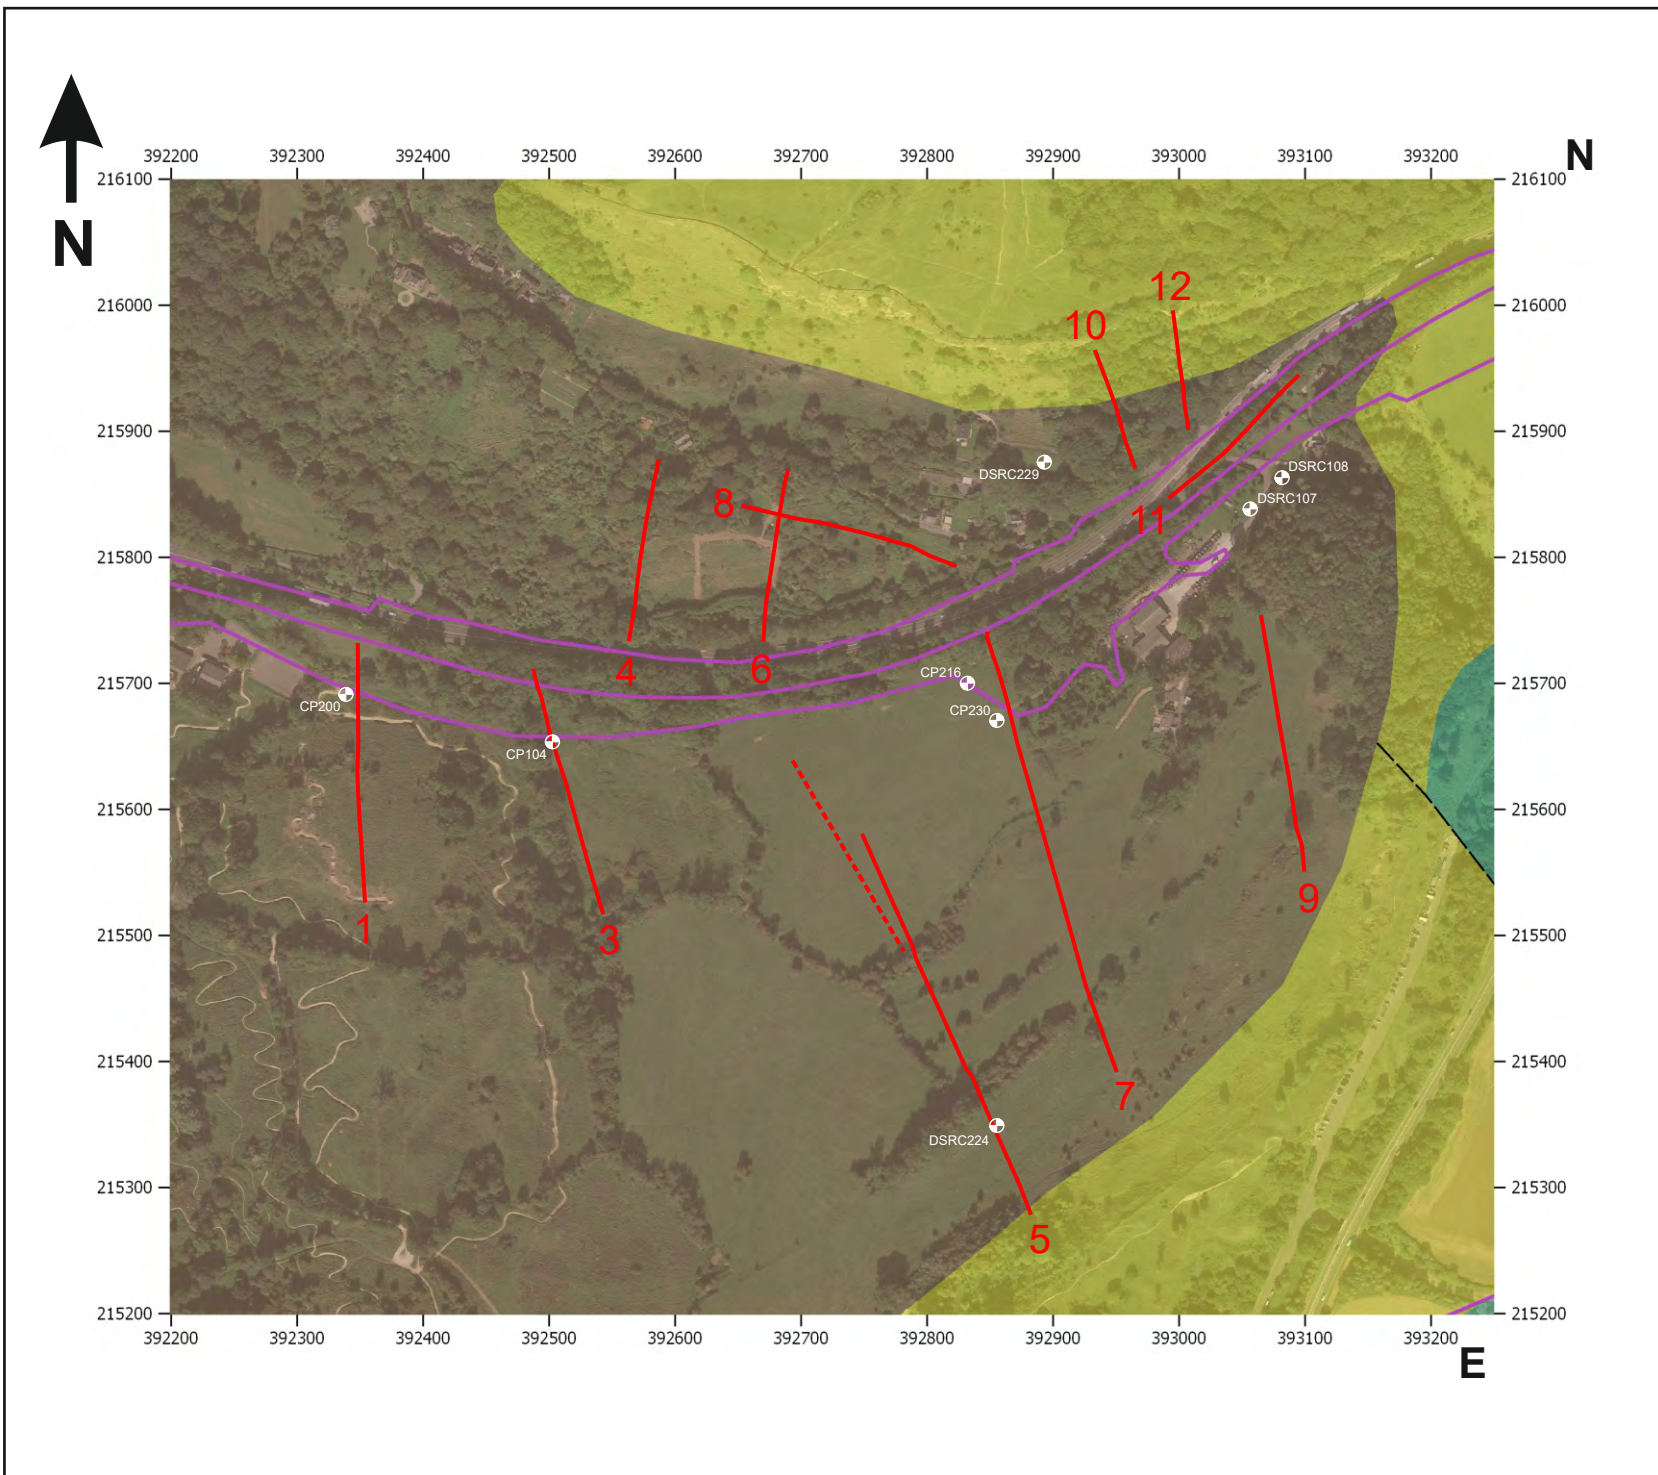 392200 392300 392400 392500 392600 392700 392800 392900 393000 393100 393200 N
216100 216100
N
12
216000 216000
10
215900 215900
DSRC229 DSRC108
8 DSRC107
11
215800 215800
4 6 CP216
215700 215700
CP200 CP230
CP104
215600 215600
9
1 3
215500 215500
215400 215400
7
DSRC224
215300 215300
5
215200 215200
392200 392300 392400 392500 392600 392700 392800 392900 393000 393100 393200
E